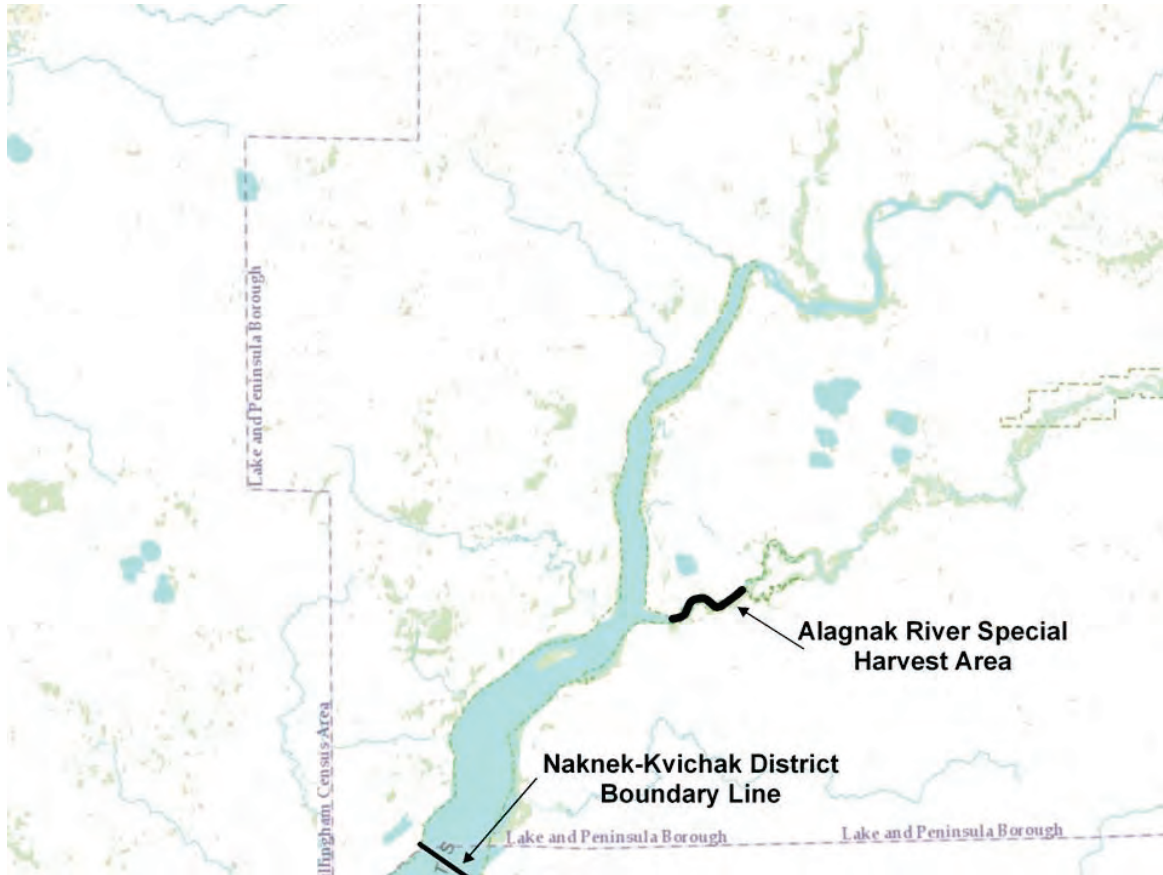 Lake and Peninsula Borough
Alagnak River Special
Harvest Area
Naknek-Kvichak District
Boundary Line
llingham Census Area
Lake and Peninsula Borough
Lake and Peninsula Borough
T S